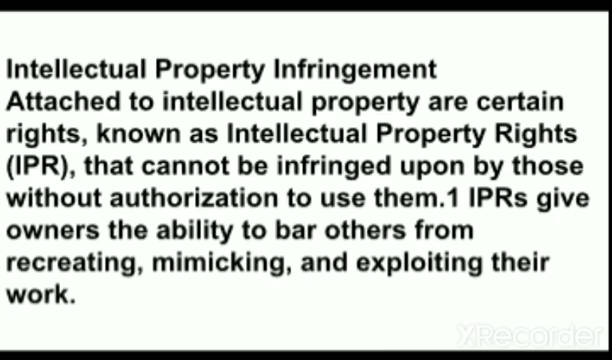 Intellectual Property Infringement
Attached to intellectual property are certain
rights, known as Intellectual Property Rights
(IPR), that cannot be infringed upon by those
without authorization to use them.1 IPRs give
owners the ability to bar others from
recreating, mimicking, and exploiting their
work.
XRecorder